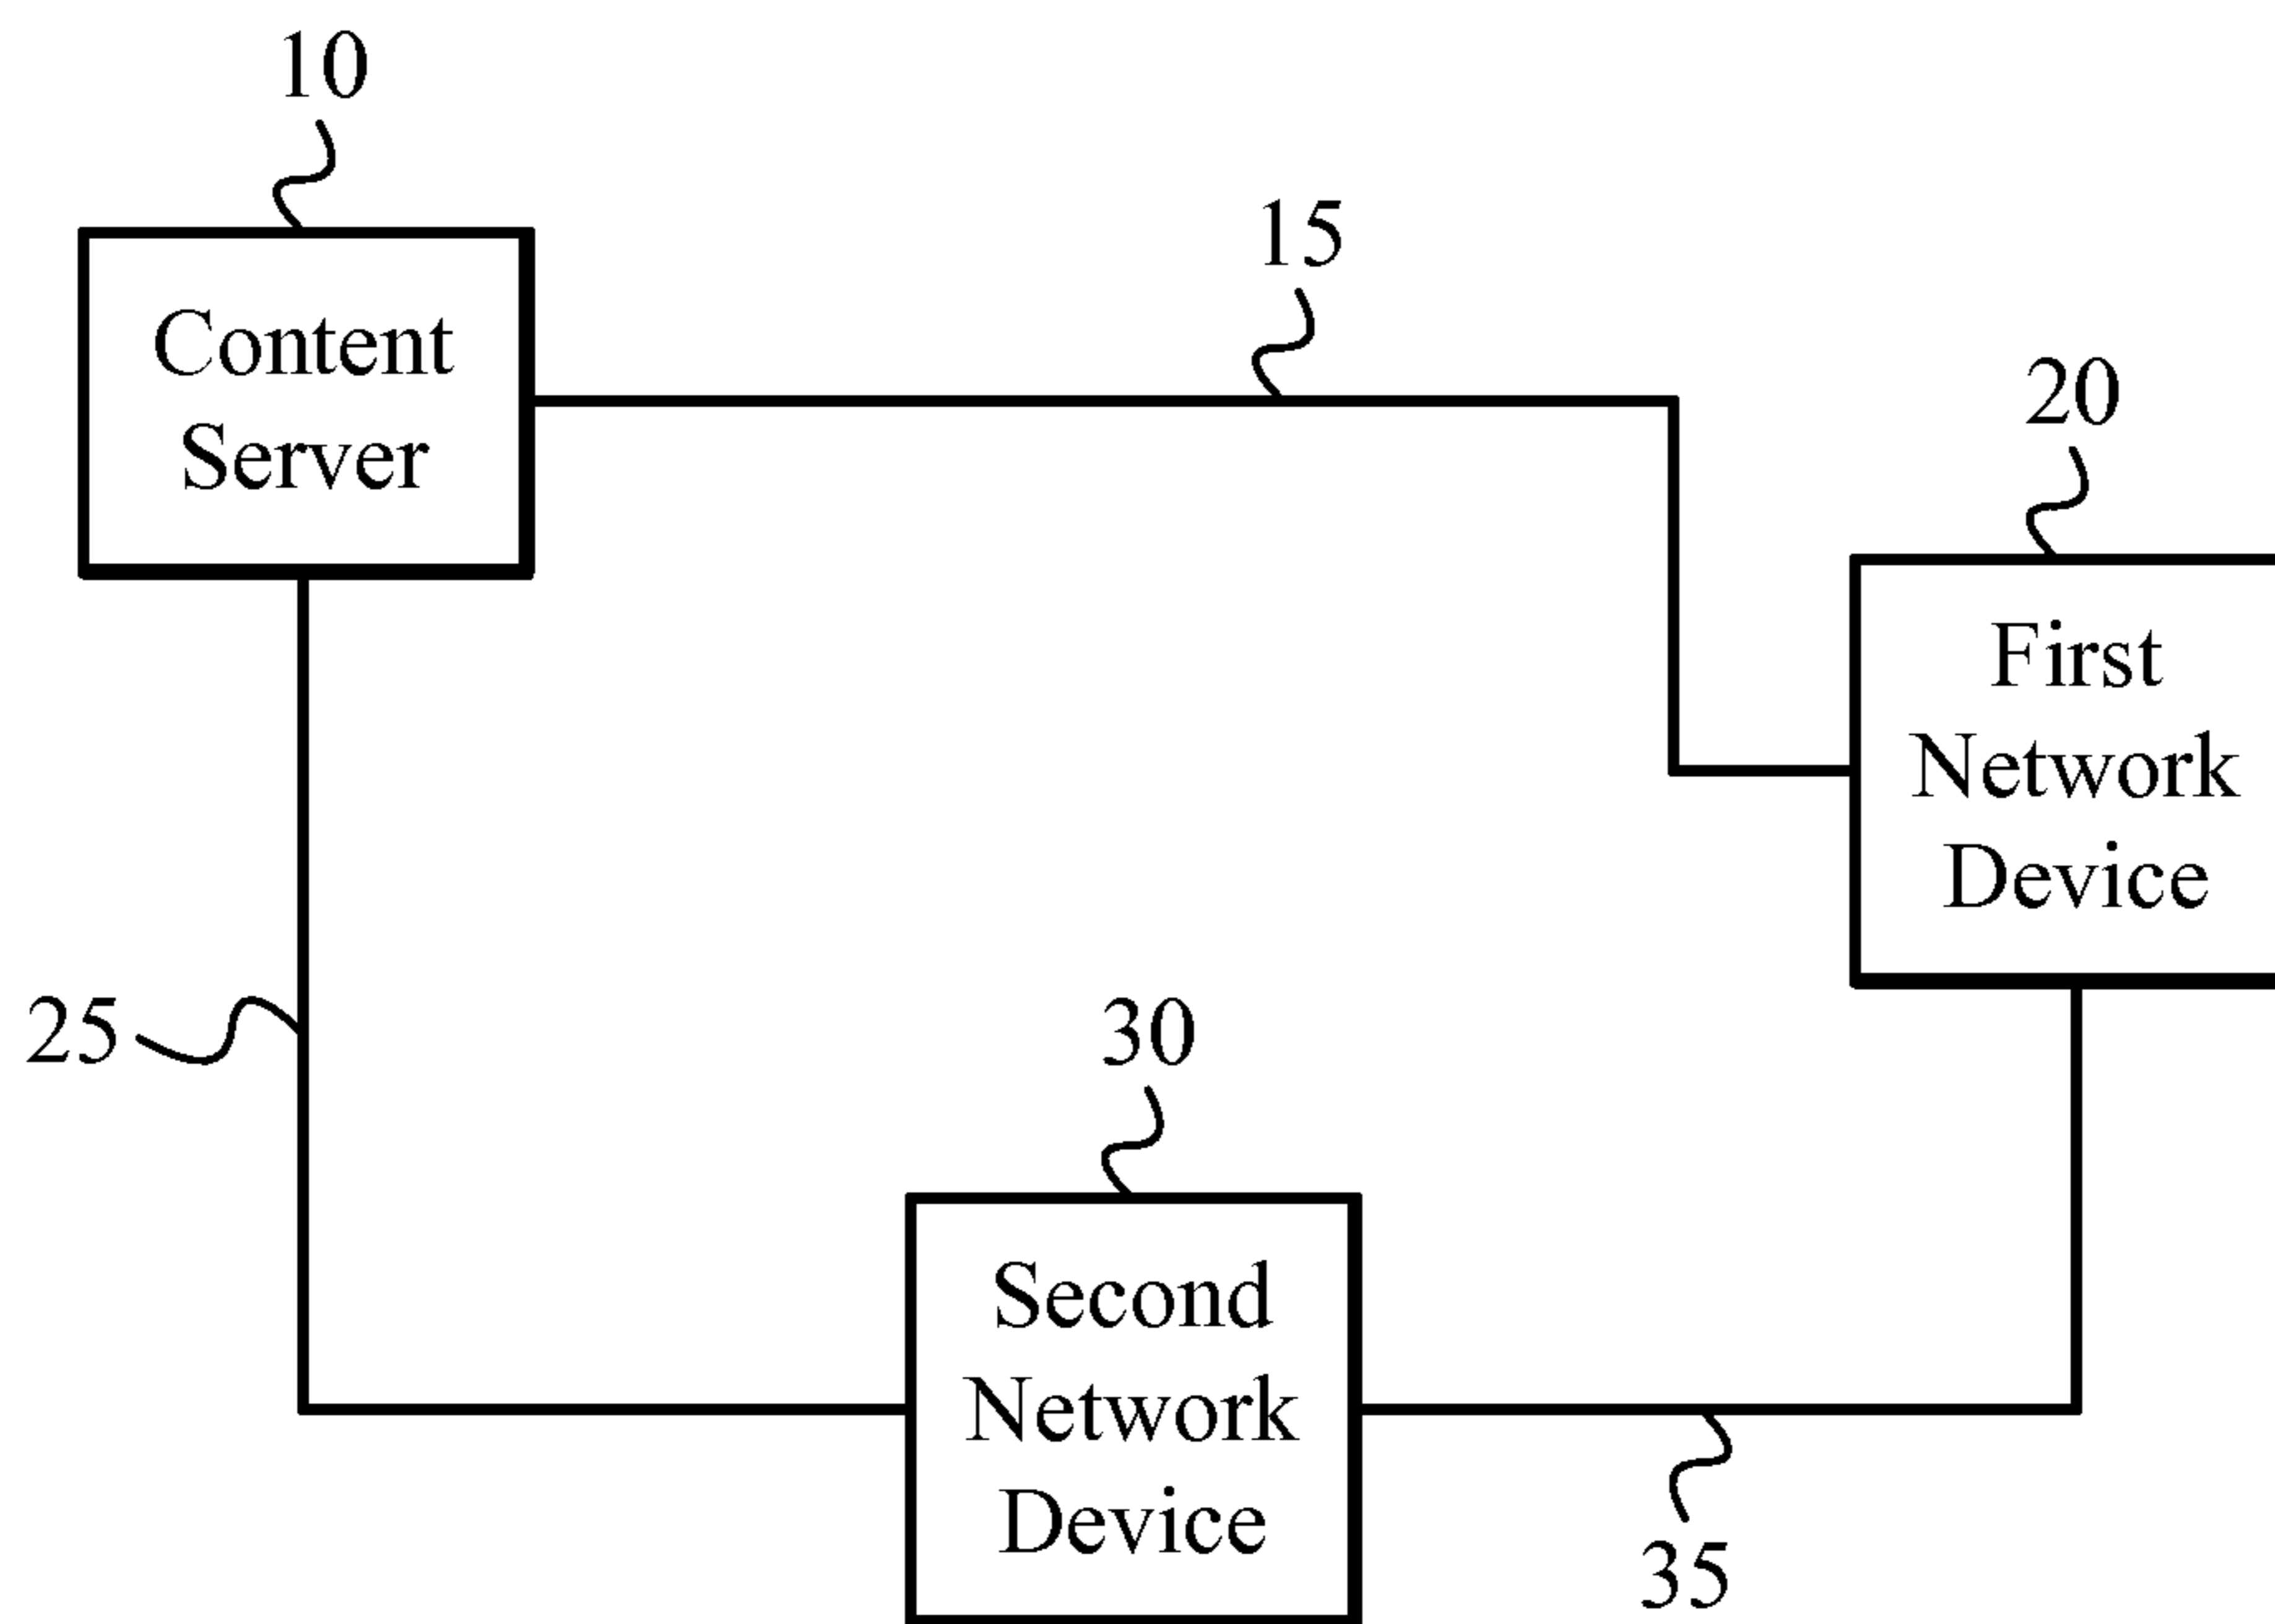 10
15
Content
Server
20
First
Network
Device
25
30
Second
Network
Device
35